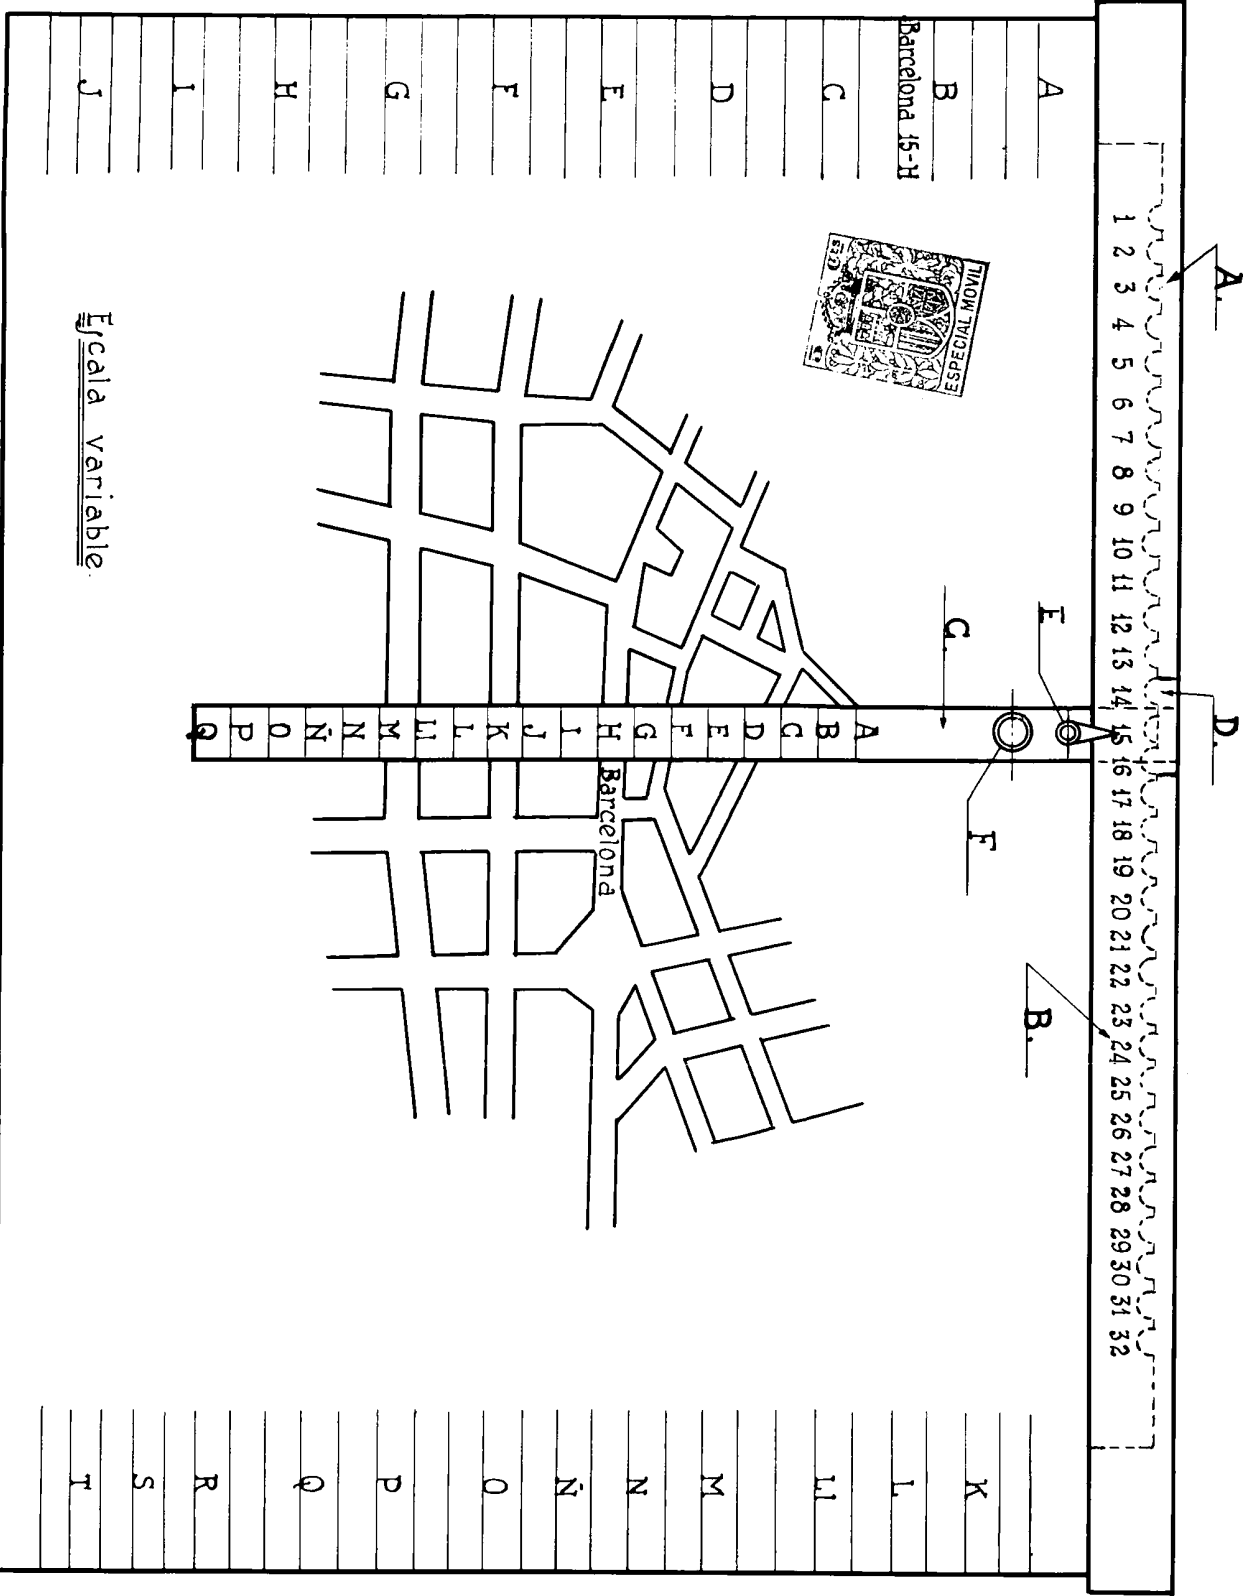 A.
D.
1 2 3 4 5 6 7 8 9 10 11 12 13 14 15 16 17 18 19 20 21 22 23 24 25 26 27 28 29 30 31 32
E
F
C.
B.
A
B
Barcelona 15-H
C
D
E
F
G
H
I
J
ESPECIAL MOVIL
A
B
C
D
E
F
G
H
I
J
K
L
Ll
M
N
Ñ
O
P
Q
Barcelona
K
L
Ll
M
N
Ñ
O
P
Q
R
S
T
Escala variable.